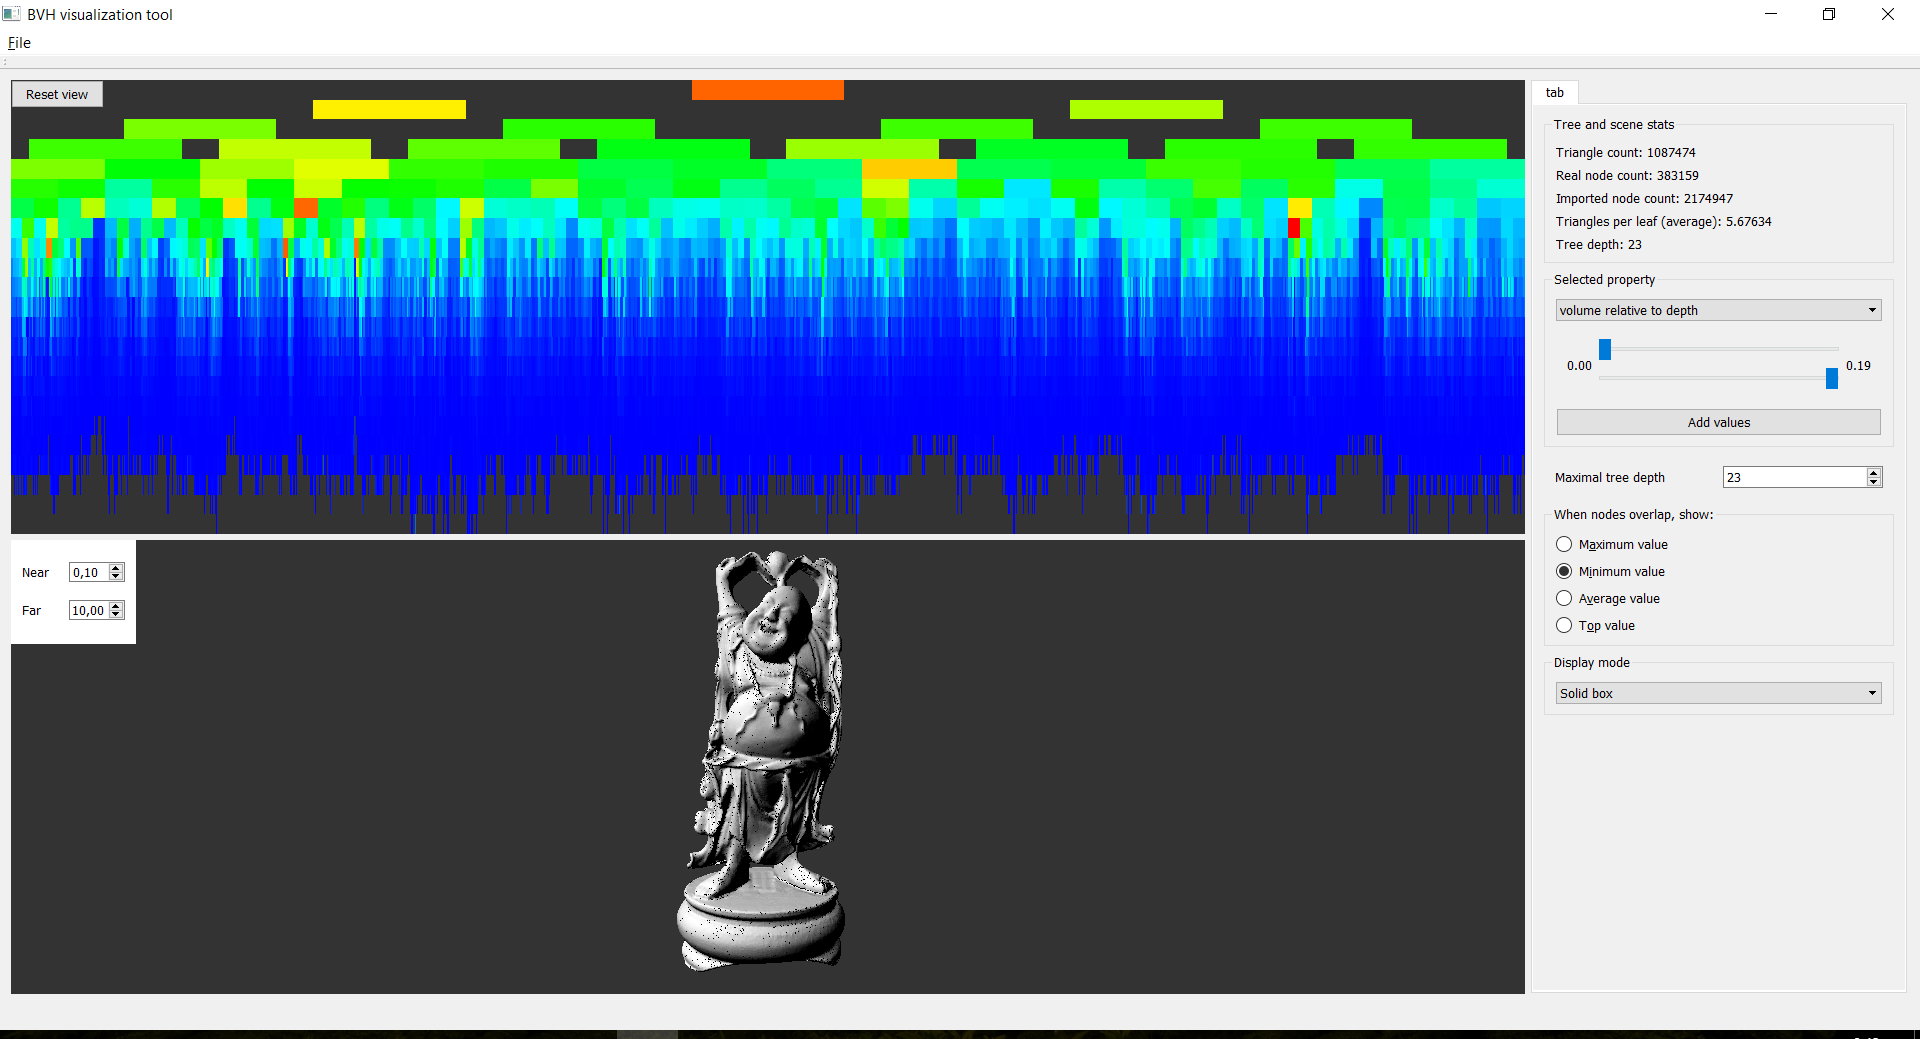 BVH visualization tool
File
Reset view
tab
Tree and scene stats
Triangle count: 1087474
Real node count: 383159
Imported node count: 2174947
Triangles per leaf (average): 5.67634
Tree depth: 23
Selected property
volume relative to depth
0.00
0.19
Add values
Maximal tree depth 23
When nodes overlap, show:
Maximum value
Minimum value
Average value
Top value
Display mode
Solid box
Near 0,10
Far 10,00